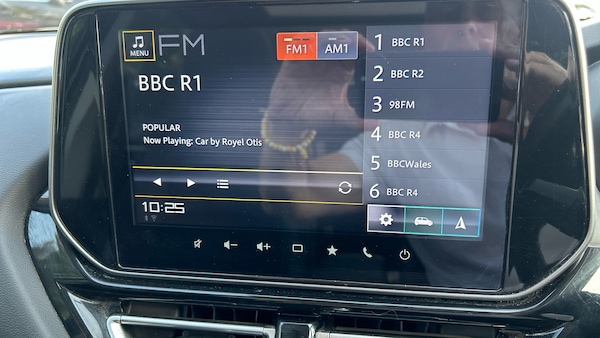 MENU
FM
FM1
AM1
BBC R1
POPULAR
Now Playing: Car by Royel Otis
10:25
1 BBC R1
2 BBC R2
3 98FM
4 BBC R4
5 BBCWales
6 BBC R4